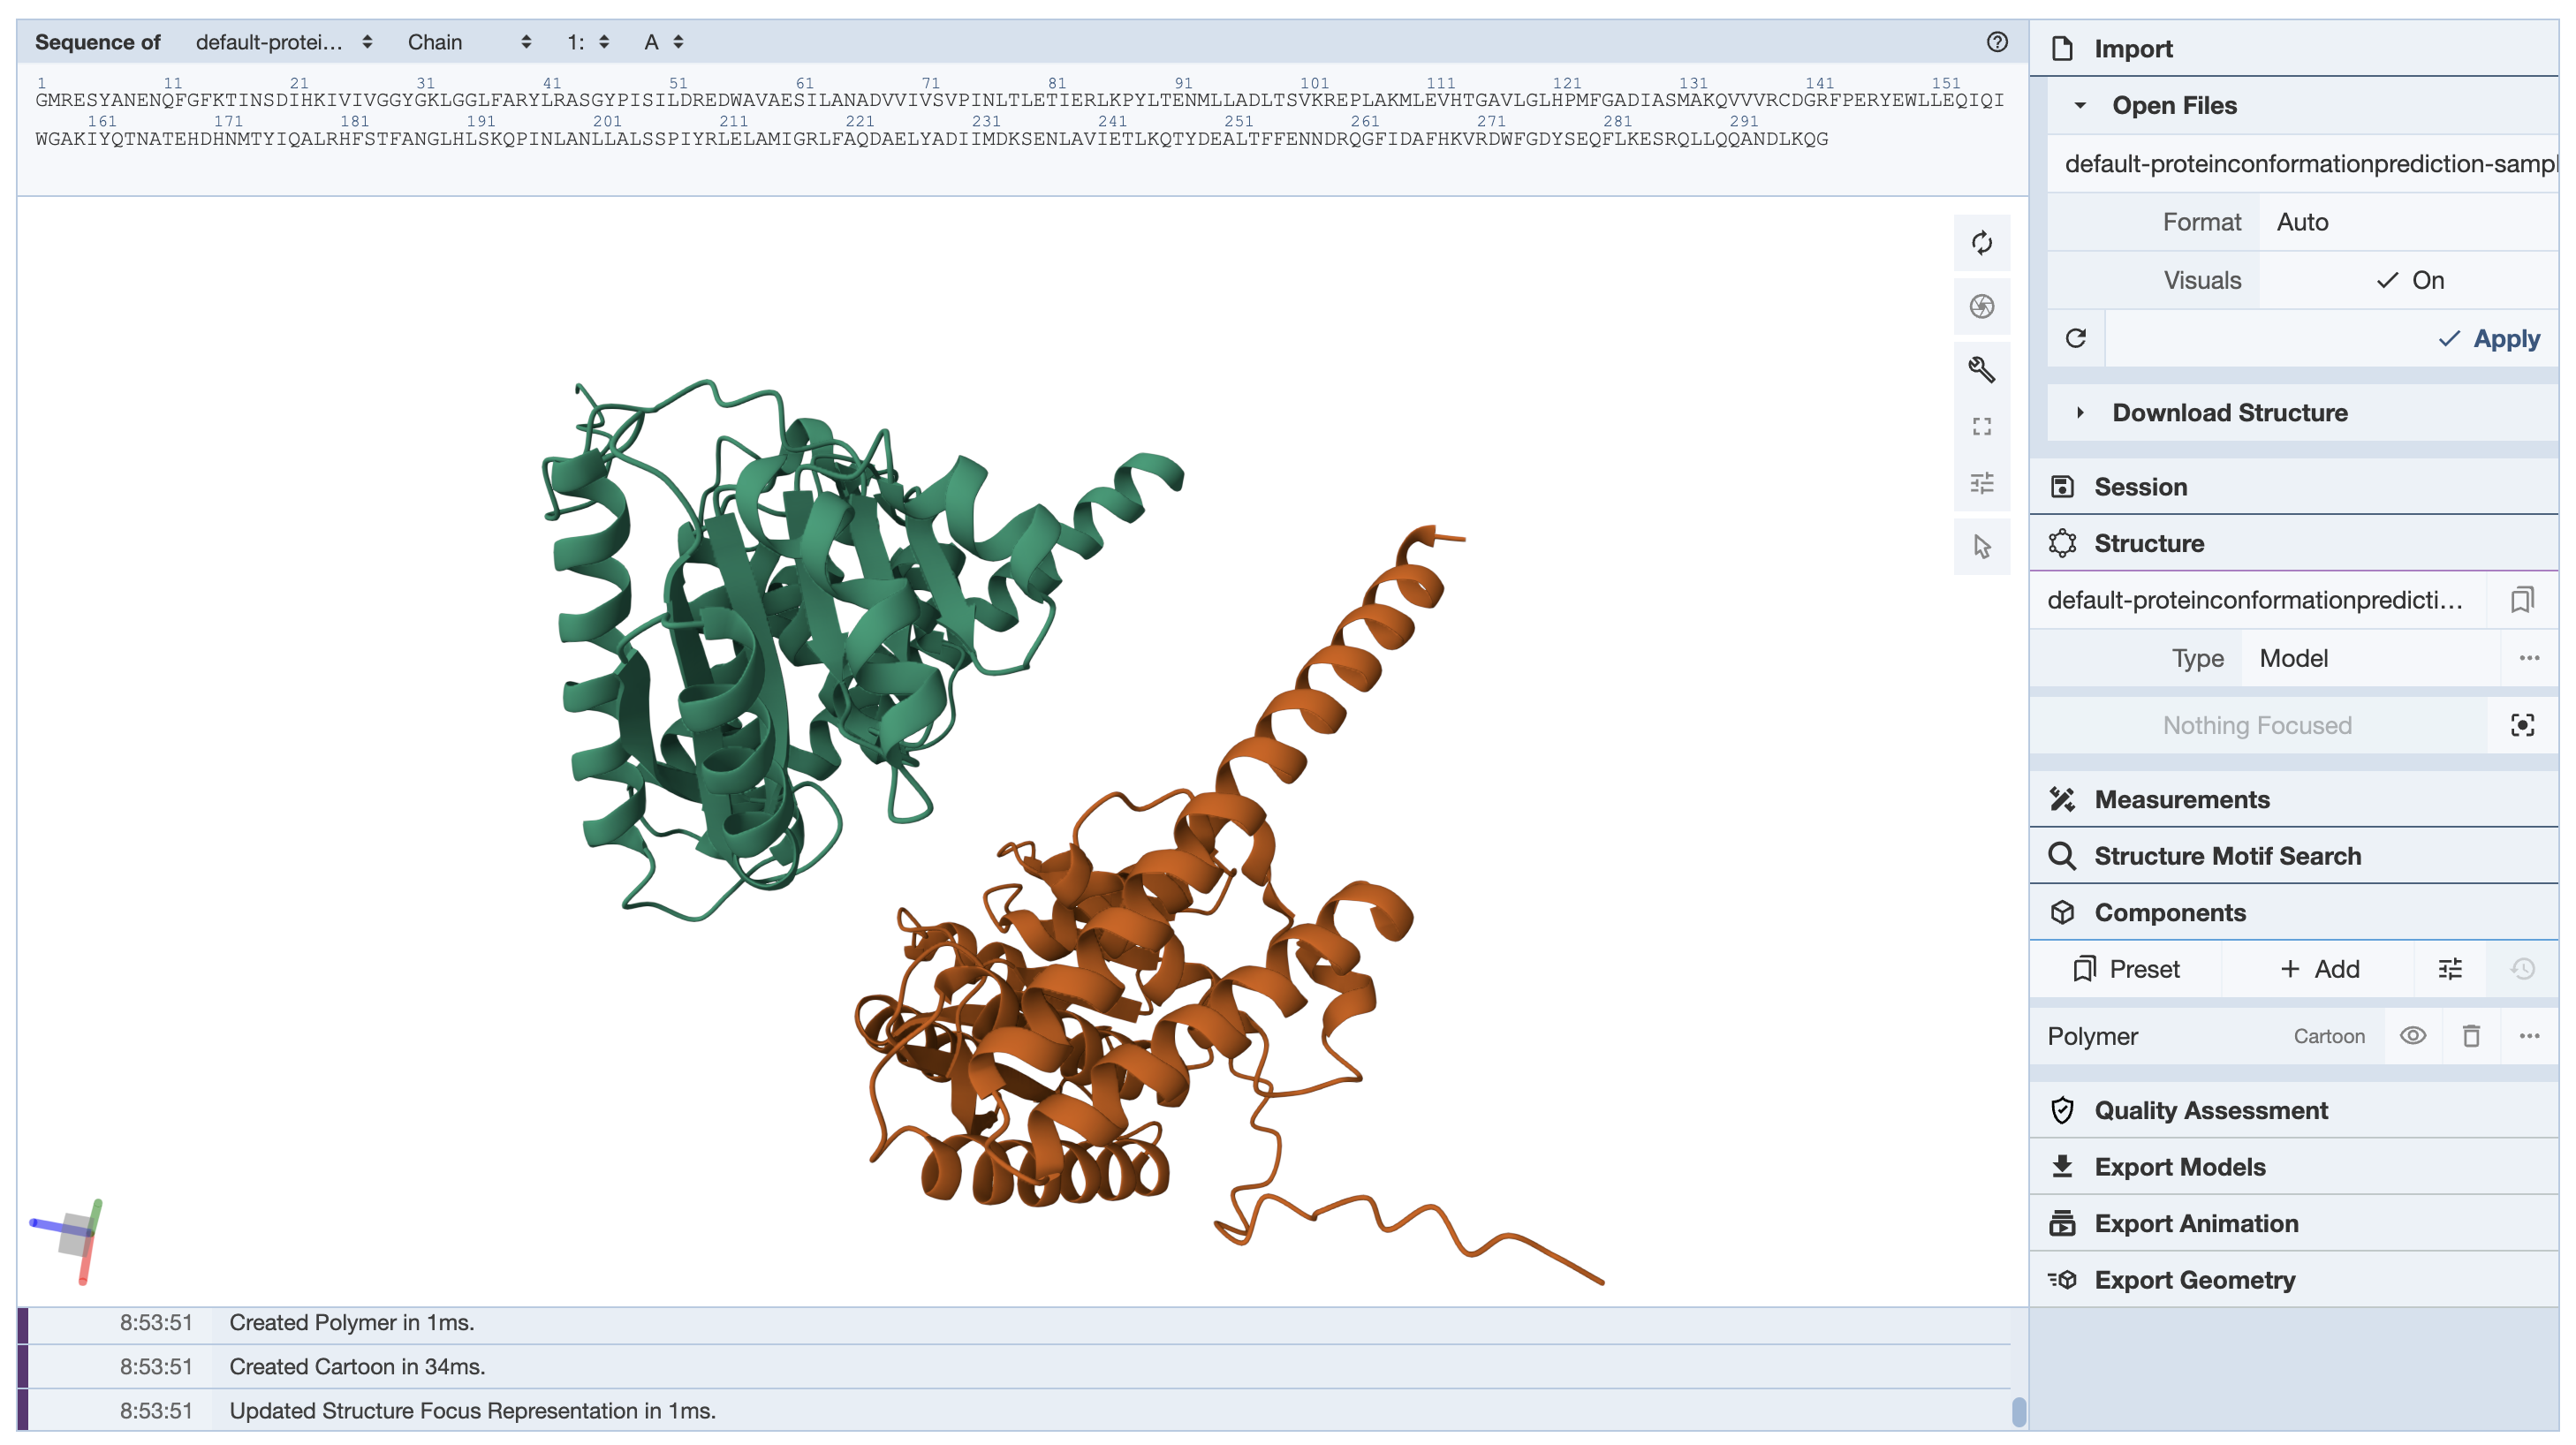 Sequence of default-protei... Chain 1: A
1 11 21 31 41 51 61 71 81 91 101 111 121 131 141 151
GMRESYANENQFGFKTINSDIHKIVIVGGYGKLGGLFARYLRASGYPISILDREDWAVAESILANADVVIVSVPINLTLETIERLKPYLTENMLLADLTSVKREPLAKMLEVHTGAVLGLHPMFGADIASMAKQVVVRCDGRFPERYEWLLEQIQI
161 171 181 191 201 211 221 231 241 251 261 271 281 291
WGAKIYQTNATEHDHNMTYIQALRHFSTFANGLHLSKQPINLANLLALSSPIYRLELAMIGRLFAQDAELYADIIMDKSENLAVIETLKQTYDEALTFFENNDRQGFIDAFHKVRDWFGDYSEQFLKESRQLLQQANDLKQG
8:53:51 Created Polymer in 1ms.
8:53:51 Created Cartoon in 34ms.
8:53:51 Updated Structure Focus Representation in 1ms.
Import
Open Files
default-proteinconformationprediction-sampl
Format Auto
Visuals On
Apply
Download Structure
Session
Structure
default-proteinconformationpredicti...
Type Model
Nothing Focused
Measurements
Structure Motif Search
Components
Preset + Add
Polymer Cartoon
Quality Assessment
Export Models
Export Animation
Export Geometry